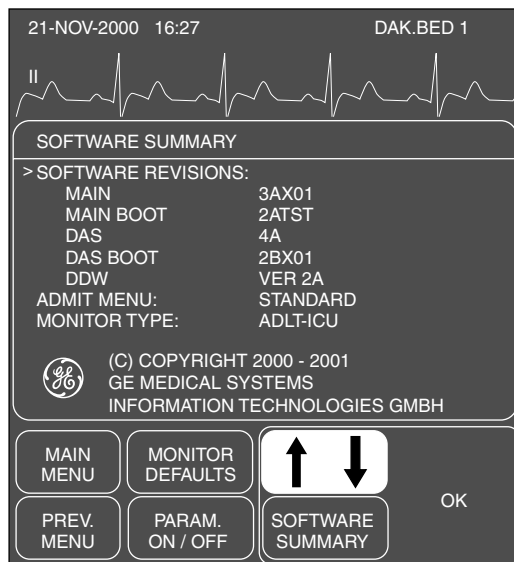 21-NOV-2000 16:27 DAK.BED 1
II
SOFTWARE SUMMARY
> SOFTWARE REVISIONS:
MAIN 3AX01
MAIN BOOT 2ATST
DAS 4A
DAS BOOT 2BX01
DDW VER 2A
ADMIT MENU: STANDARD
MONITOR TYPE: ADLT-ICU
GE
(C) COPYRIGHT 2000 - 2001
GE MEDICAL SYSTEMS
INFORMATION TECHNOLOGIES GMBH
MAIN
MENU
MONITOR
DEFAULTS
OK
PREV.
MENU
PARAM.
ON / OFF
SOFTWARE
SUMMARY